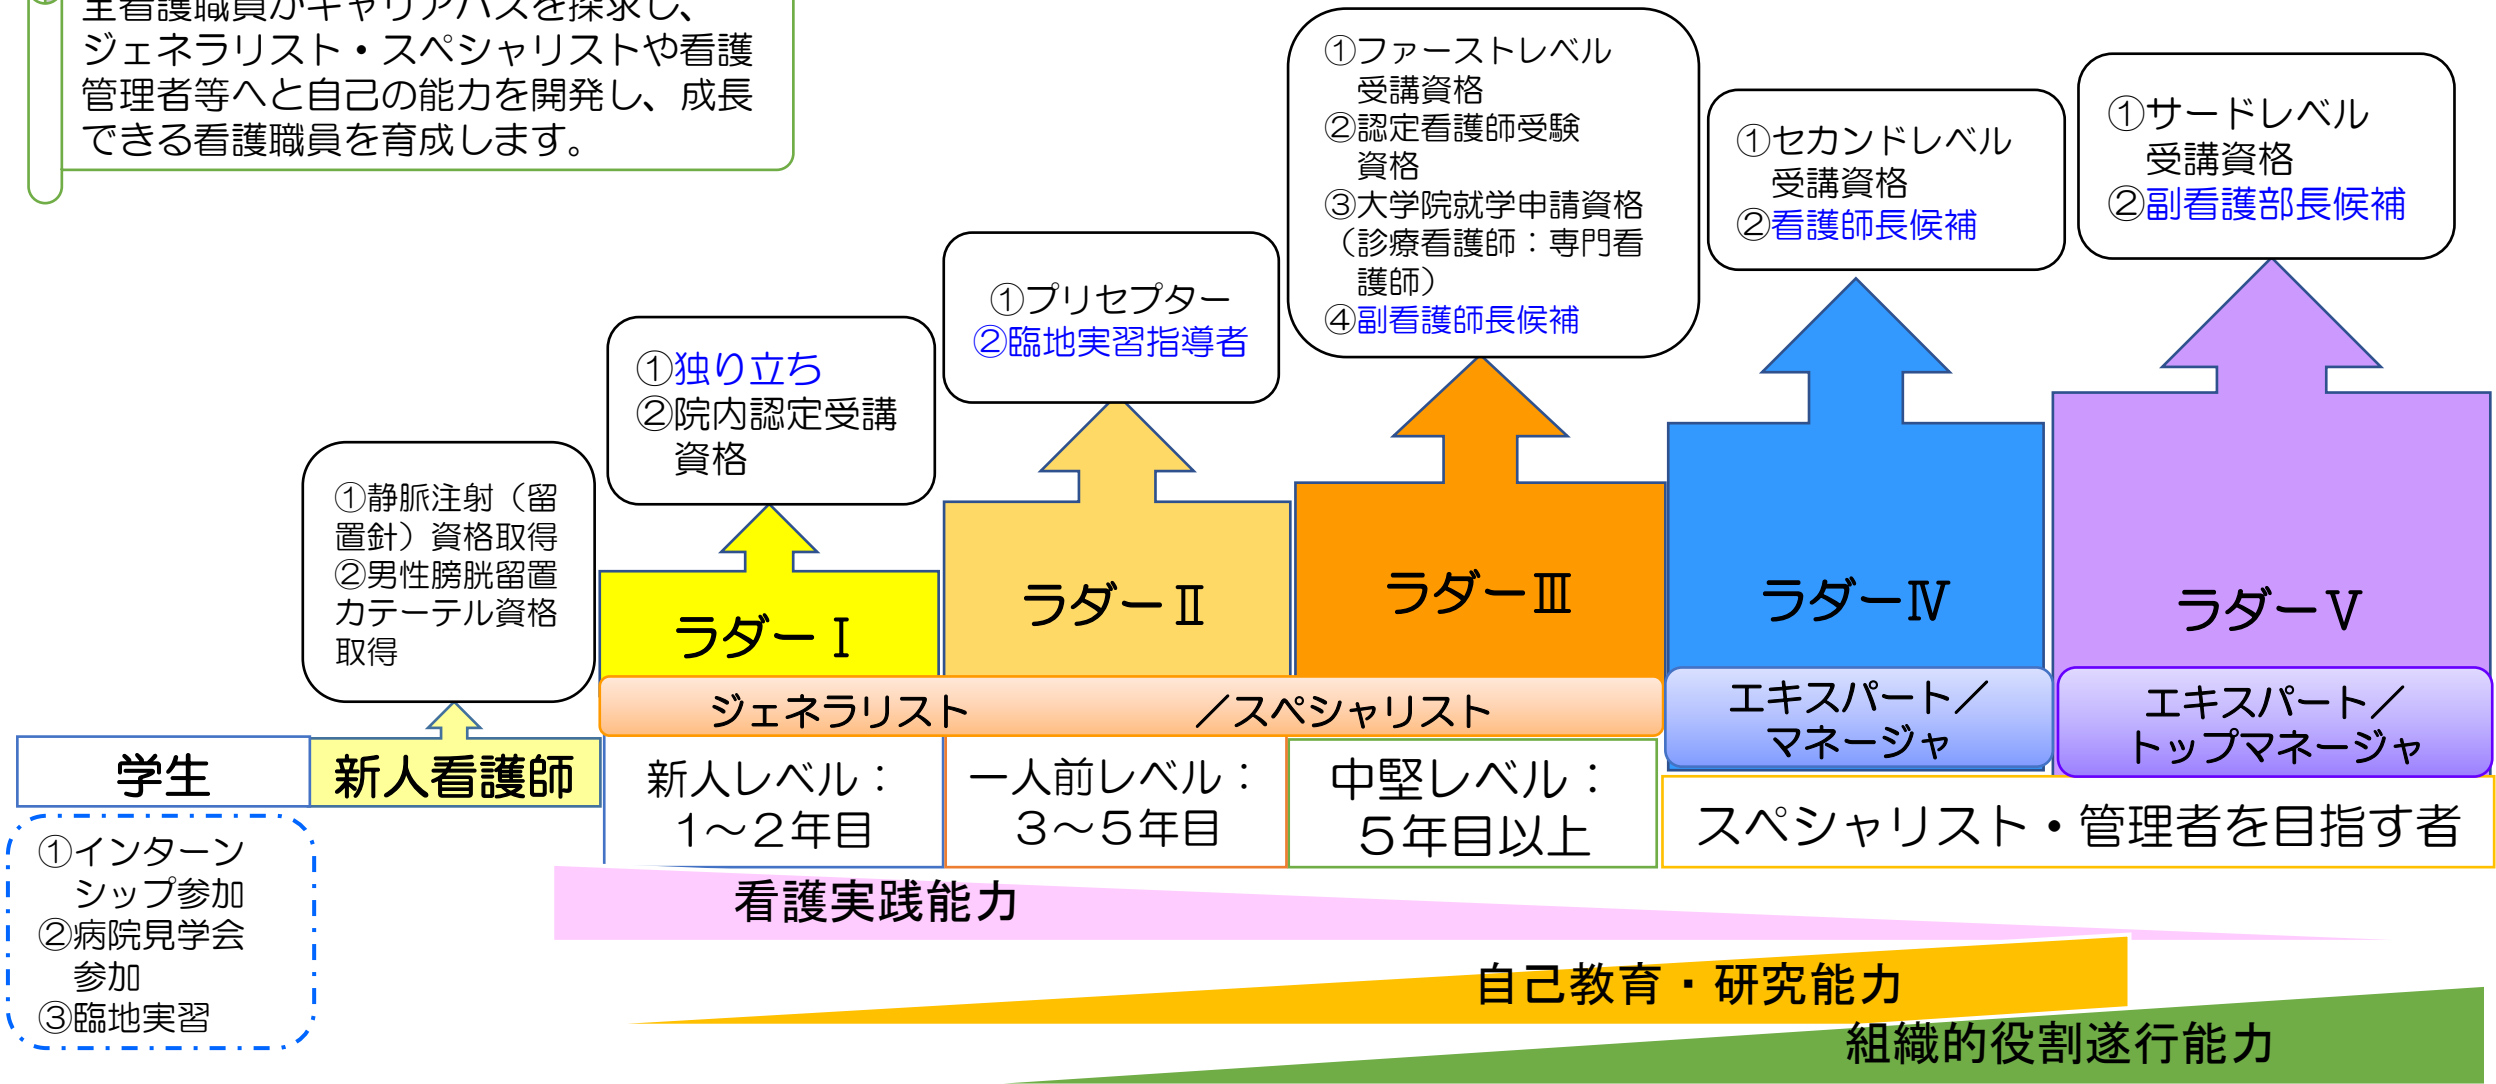 全看護職員がキャリアパスを探求し、
ジェネラリスト・スペシャリストや看護
管理者等へと自己の能力を開発し、成長
できる看護職員を育成します。
①ファーストレベル
受講資格
②認定看護師受験
資格
③大学院就学申請資格
（診療看護師：専門看
護師）
④副看護師長候補
①セカンドレベル
受講資格
②看護師長候補
①サードレベル
受講資格
②副看護部長候補
①プリセプター
②臨地実習指導者
①独り立ち
②院内認定受講
資格
①静脈注射（留
置針）資格取得
②男性膀胱留置
カテーテル資格
取得
ラダーⅠ
ラダーⅡ
ラダーⅢ
ラダーⅣ
ラダーⅤ
ジェネラリスト　　　　　／スペシャリスト
エキスパート／
マネージャ
エキスパート／
トップマネージャ
学生
新人看護師
新人レベル：
１～２年目
一人前レベル：
３～５年目
中堅レベル：
５年目以上
スペシャリスト・管理者を目指す者
①インターン
シップ参加
②病院見学会
参加
③臨地実習
看護実践能力
自己教育・研究能力
組織的役割遂行能力